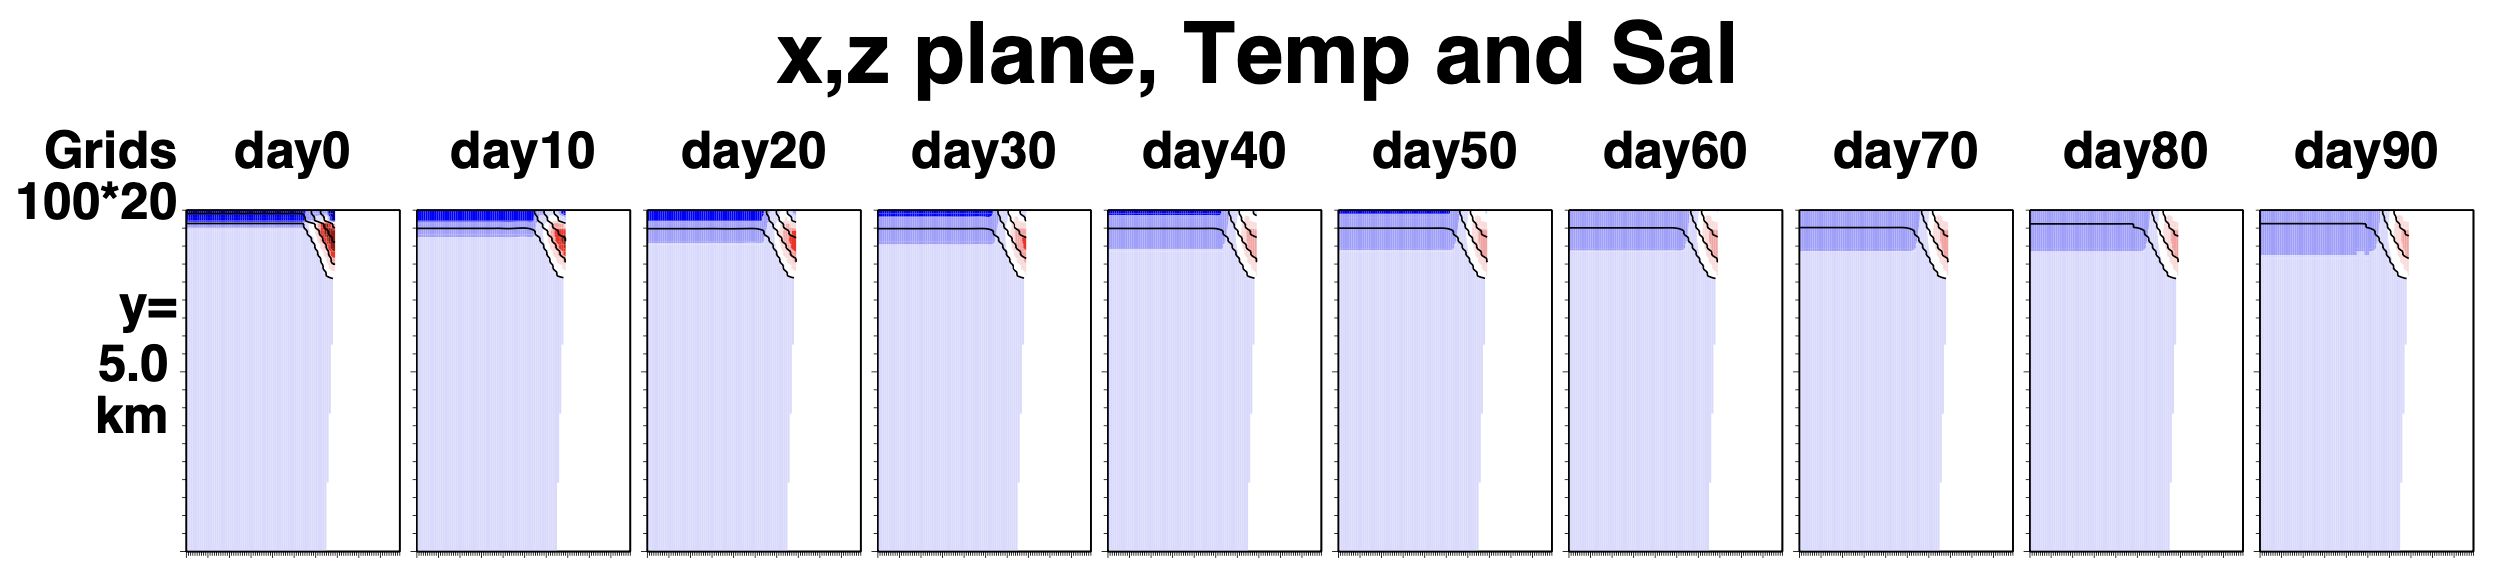 x,z plane, Temp and Sal
Grids day0 day10 day20 day30 day40 day50 day60 day70 day80 day90
100*20
y=
5.0
km